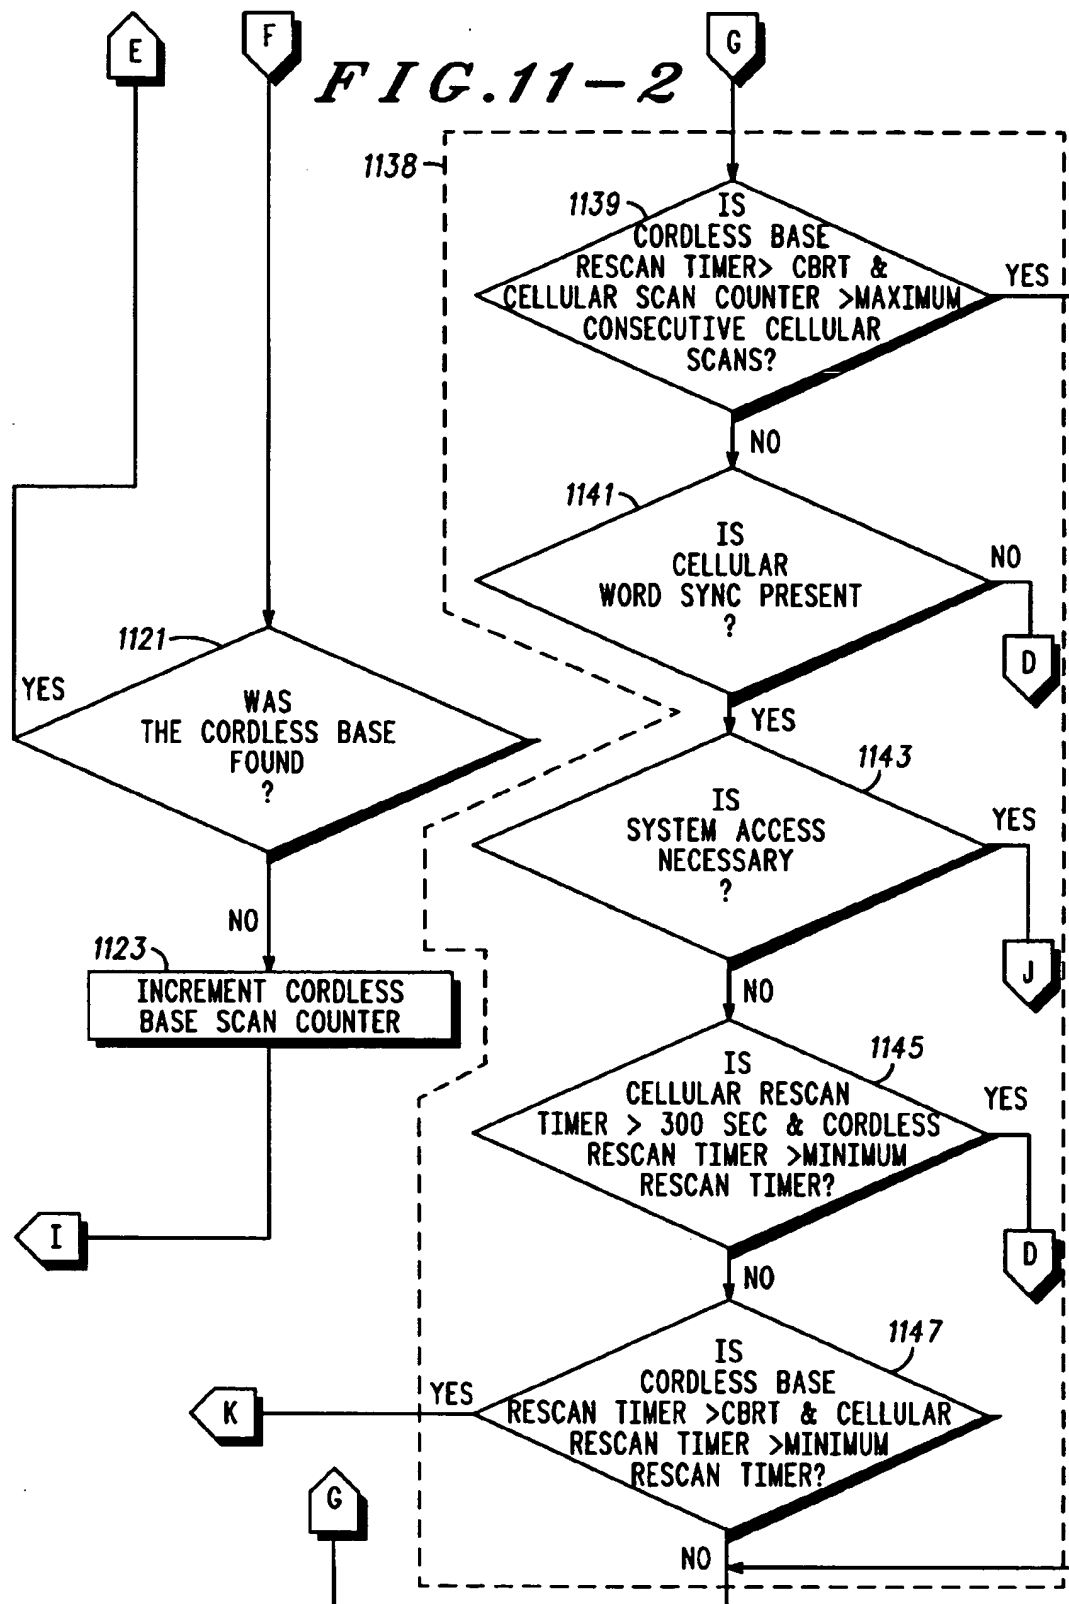 E
F
G
FIG.11-2
1138
1139
IS
CORDLESS BASE
RESCAN TIMER> CBRT &
CELLULAR SCAN COUNTER >MAXIMUM
CONSECUTIVE CELLULAR
SCANS?
YES
NO
1141
IS
CELLULAR
WORD SYNC PRESENT
?
NO
D
YES
1121
YES
WAS
THE CORDLESS BASE
FOUND
?
NO
1143
IS
SYSTEM ACCESS
NECESSARY
?
YES
J
NO
1123
INCREMENT CORDLESS
BASE SCAN COUNTER
I
1145
IS
CELLULAR RESCAN
TIMER > 300 SEC & CORDLESS
RESCAN TIMER >MINIMUM
RESCAN TIMER?
YES
D
NO
1147
IS
CORDLESS BASE
RESCAN TIMER >CBRT & CELLULAR
RESCAN TIMER >MINIMUM
RESCAN TIMER?
YES
K
G
NO